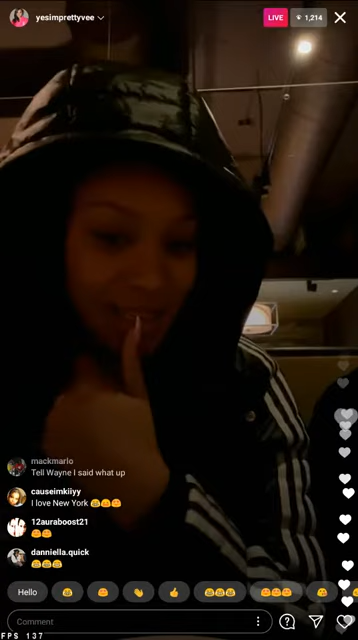 yesimprettyvee
LIVE
1,214
mackmarlo
Tell Wayne I said what up
causeimkiiyy
I love New York
12auraboost21
danniella.quick
Hello
Comment
FPS 137